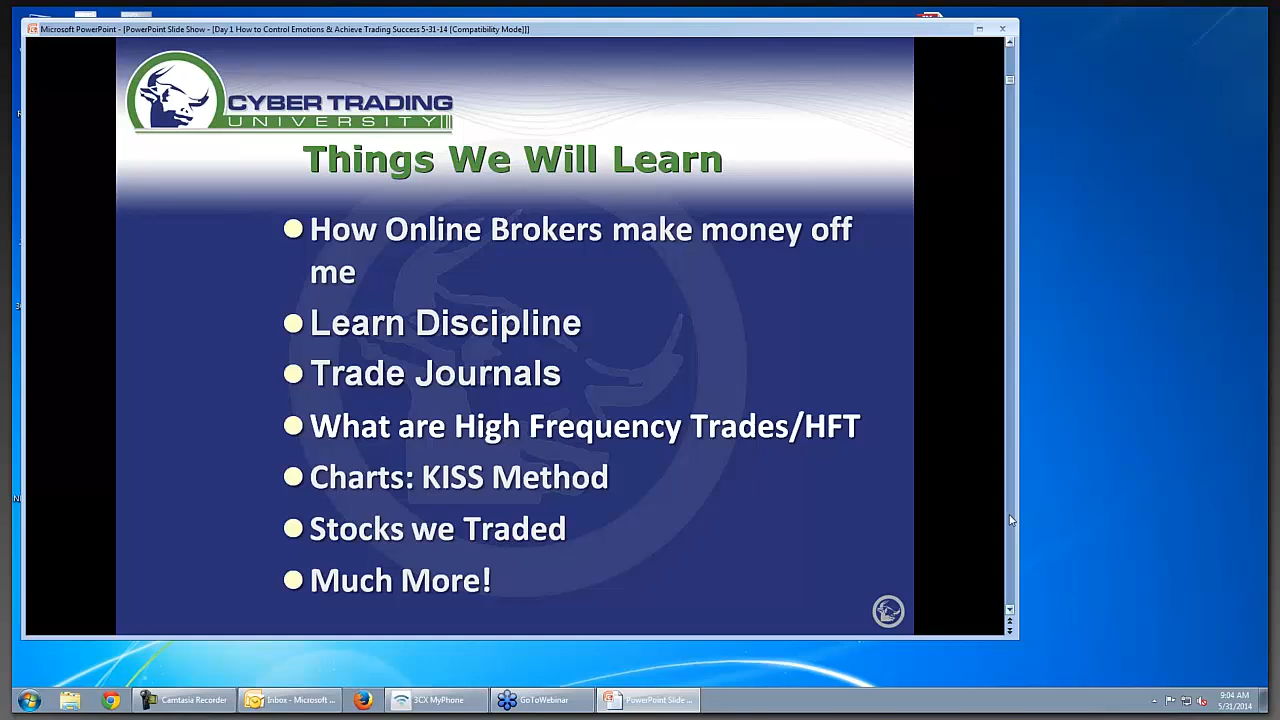 Microsoft PowerPoint - [PowerPoint Slide Show - [Day 1 How to Control Emotions & Achieve Trading Success 5-31-14 [Compatibility Mode]]]
CYBER TRADING
UNIVERSITY
Things We Will Learn
How Online Brokers make money off
me
Learn Discipline
Trade Journals
What are High Frequency Trades/HFT
Charts: KISS Method
Stocks we Traded
Much More!
Camtasia Recorder
Inbox - Microsoft ...
3CX MyPhone
GoToWebinar
PowerPoint Slide ...
9:04 AM
5/31/2014